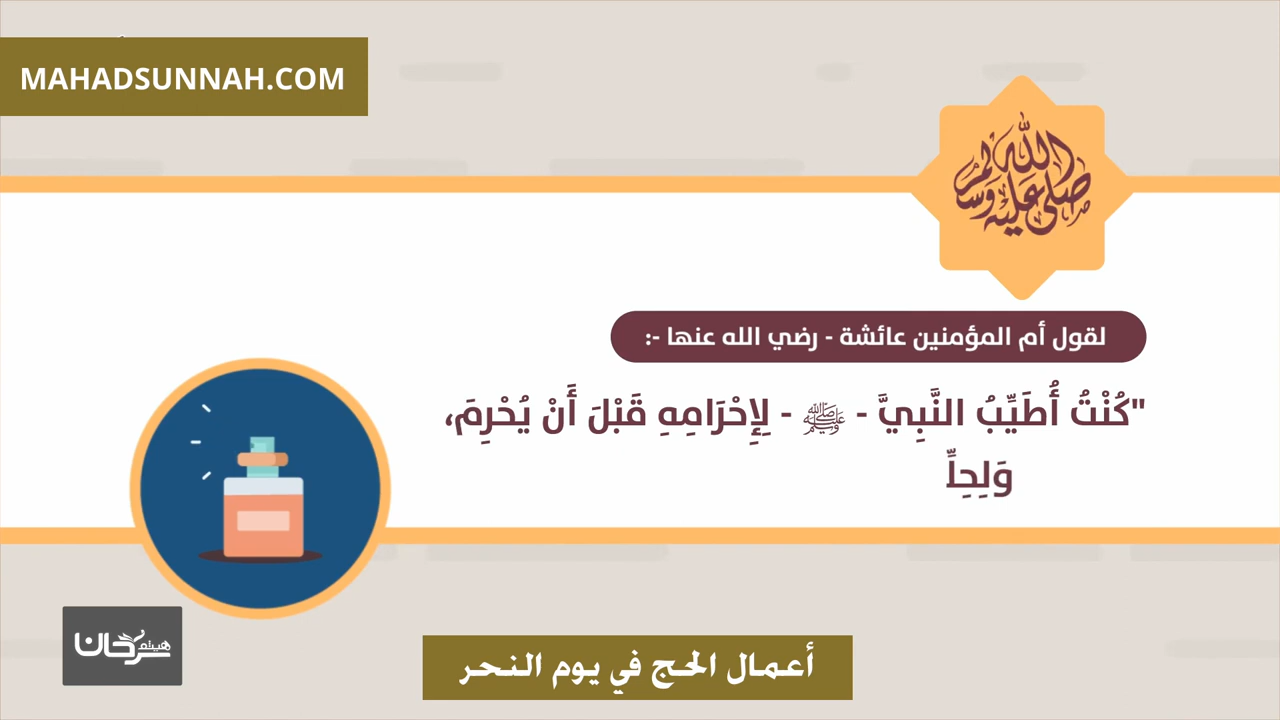 MAHADSUNNAH.COM
صلى الله عليه وسلم
لقول أم المؤمنين عائشة - رضي الله عنها -:
"كُنْتُ أُطَيِّبُ النَّبِيَّ - ﷺ - لِإِحْرَامِهِ قَبْلَ أَنْ يُحْرِمَ،
وَلِحِلِّ
هيثم
سرحان
أعمال الحج في يوم النحر